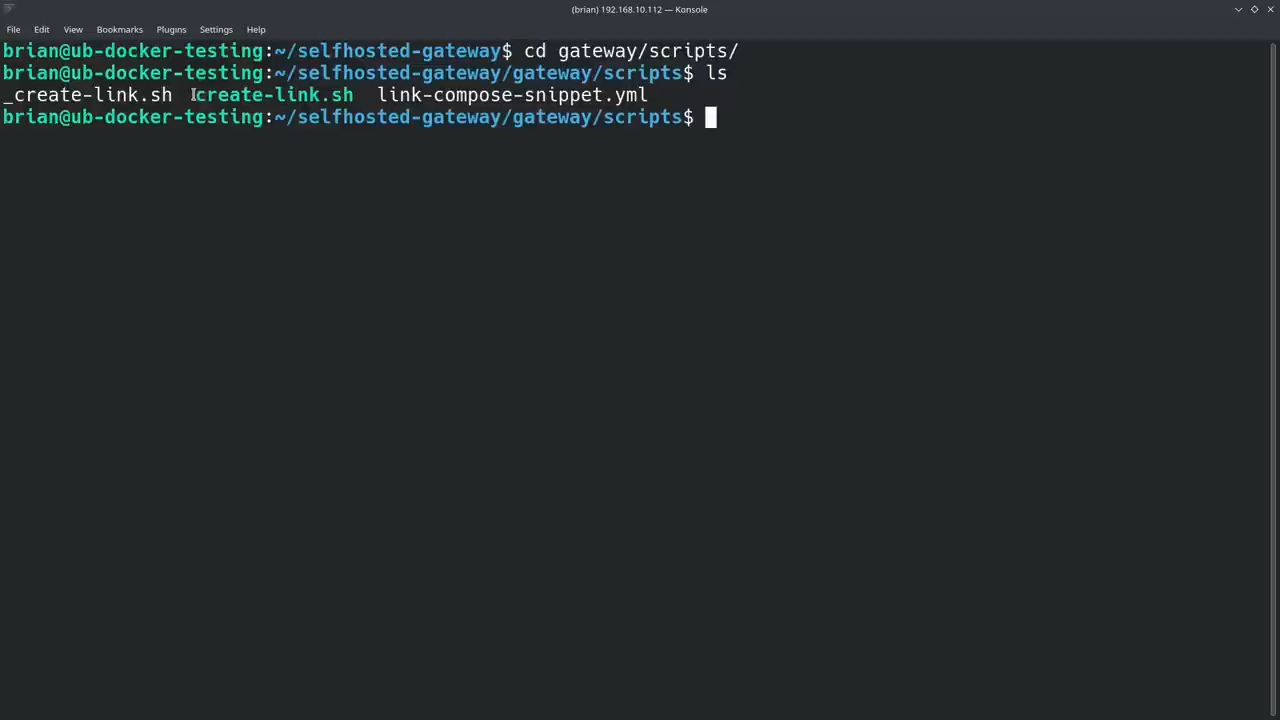 (brian) 192.168.10.112 — Konsole
File Edit View Bookmarks Plugins Settings Help
brian@ub-docker-testing:~/selfhosted-gateway$ cd gateway/scripts/
brian@ub-docker-testing:~/selfhosted-gateway/gateway/scripts$ ls
_create-link.sh create-link.sh link-compose-snippet.yml
brian@ub-docker-testing:~/selfhosted-gateway/gateway/scripts$